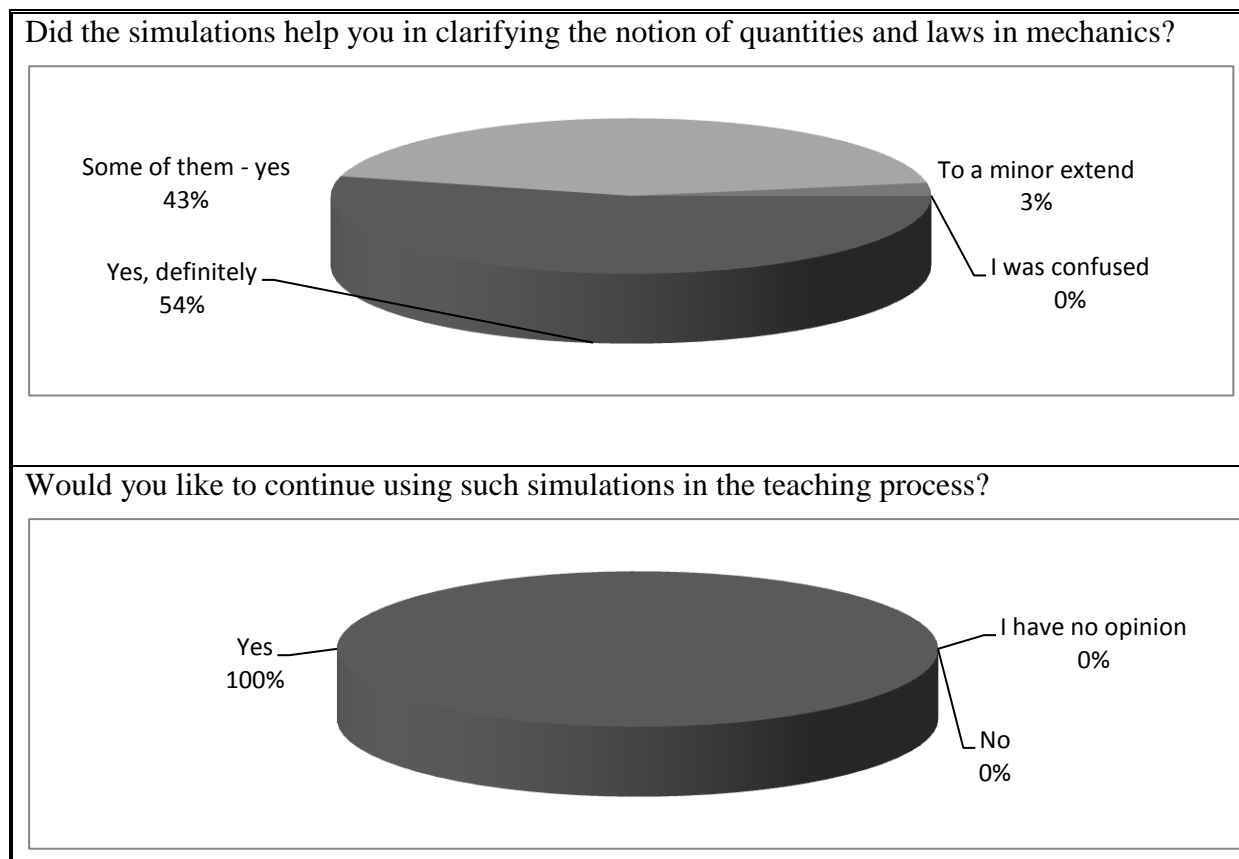 Did the simulations help you in clarifying the notion of quantities and laws in mechanics?
Some of them - yes
43%
To a minor extend
3%
Yes, definitely
54%
I was confused
0%
Would you like to continue using such simulations in the teaching process?
Yes
100%
I have no opinion
0%
No
0%